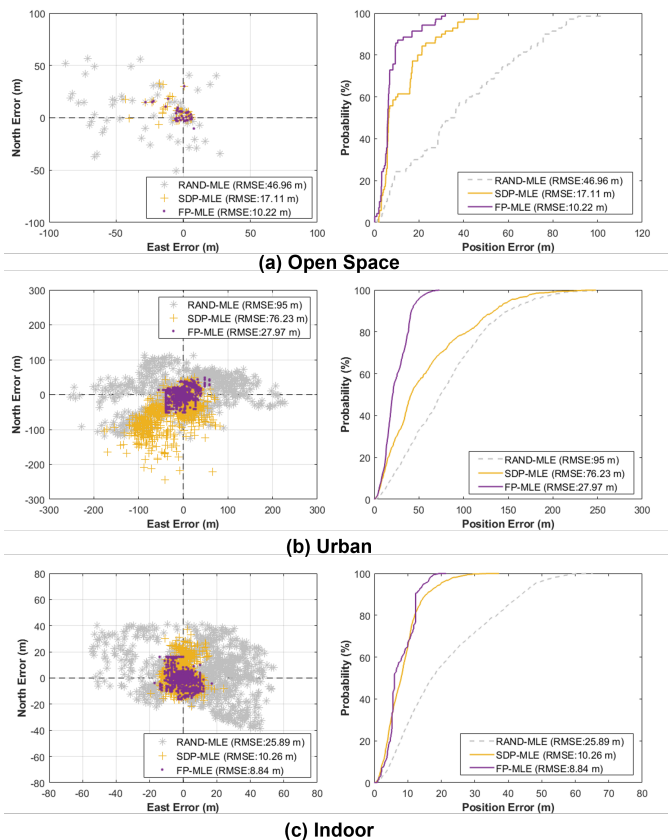 100
50
0
-50
-100
-100
-50
0
50
100
North Error (m)
East Error (m)
RAND-MLE (RMSE:46.96 m)
SDP-MLE (RMSE:17.11 m)
FP-MLE (RMSE:10.22 m)
100
80
60
40
20
0
0
20
40
60
80
100
120
Probability (%)
Position Error (m)
RAND-MLE (RMSE:46.96 m)
SDP-MLE (RMSE:17.11 m)
FP-MLE (RMSE:10.22 m)
(a) Open Space
300
200
100
0
-100
-200
-300
-300
-200
-100
0
100
200
300
North Error (m)
East Error (m)
RAND-MLE (RMSE:95 m)
SDP-MLE (RMSE:76.23 m)
FP-MLE (RMSE:27.97 m)
100
80
60
40
20
0
0
50
100
150
200
250
300
Probability (%)
Position Error (m)
RAND-MLE (RMSE:95 m)
SDP-MLE (RMSE:76.23 m)
FP-MLE (RMSE:27.97 m)
(b) Urban
80
60
40
20
0
-20
-40
-60
-80
-80
-60
-40
-20
0
20
40
60
80
North Error (m)
East Error (m)
RAND-MLE (RMSE:25.89 m)
SDP-MLE (RMSE:10.26 m)
FP-MLE (RMSE:8.84 m)
100
80
60
40
20
0
0
10
20
30
40
50
60
70
80
Probability (%)
Position Error (m)
RAND-MLE (RMSE:25.89 m)
SDP-MLE (RMSE:10.26 m)
FP-MLE (RMSE:8.84 m)
(c) Indoor